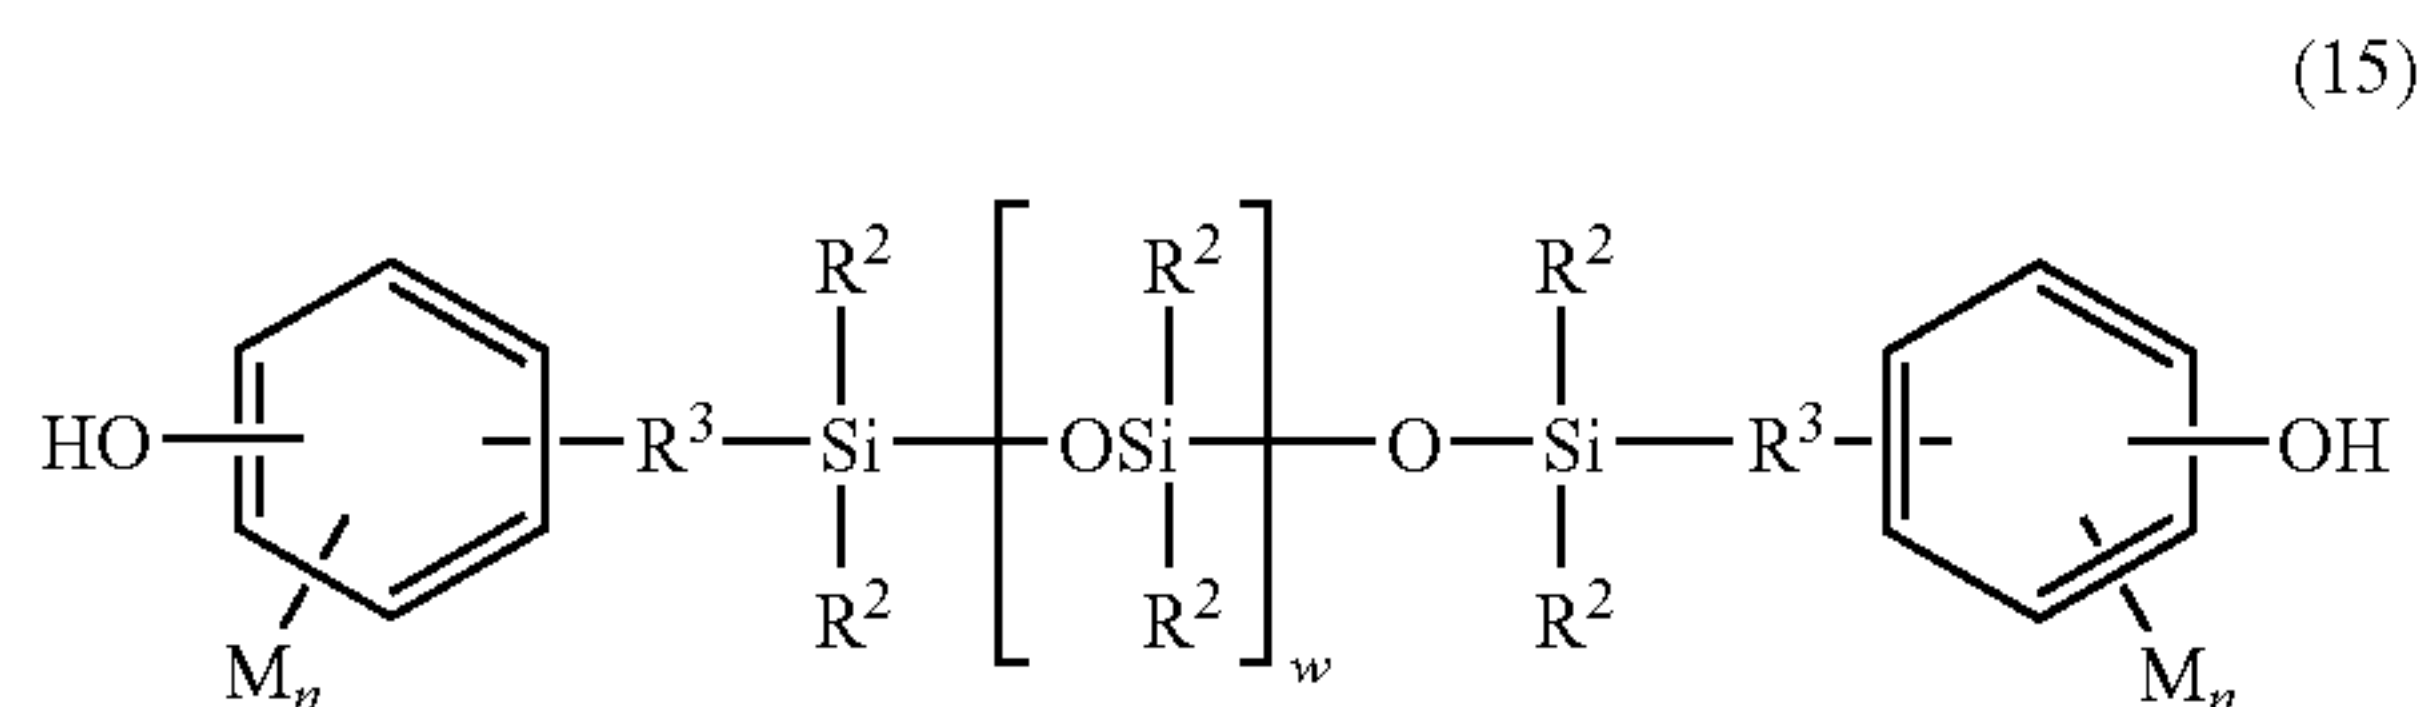 (15)
R² R² R²
HO R³ Si OSi O Si R³ OH
R² R² R²
w
Mₙ Mₙ